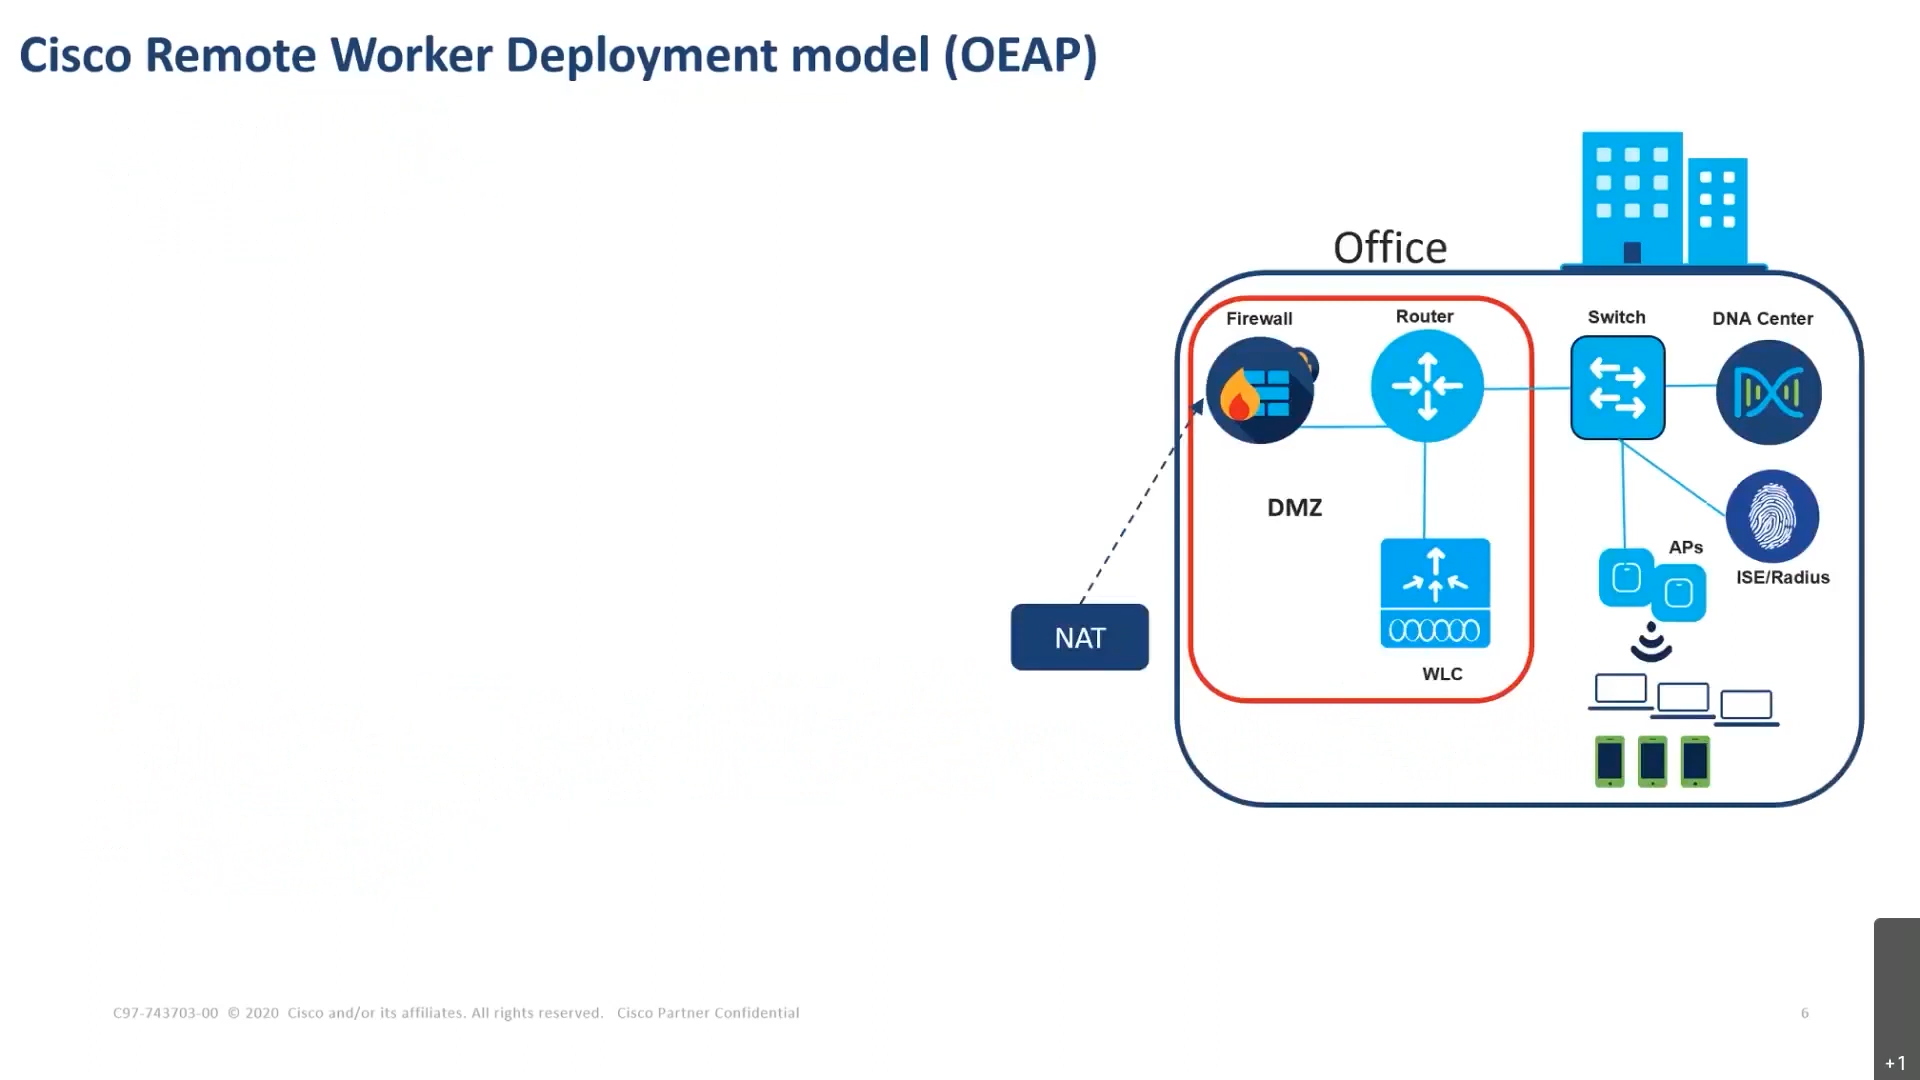 Cisco Remote Worker Deployment model (OEAP)
Office
Firewall
Router
Switch
DNA Center
DMZ
APs
ISE/Radius
NAT
WLC
C97-743703-00 © 2020 Cisco and/or its affiliates. All rights reserved. Cisco Partner Confidential
6
+1